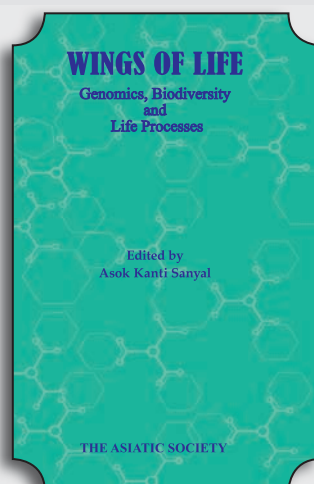 WINGS OF LIFE
Genomics, Biodiversity
and
Life Processes
Edited by
Asok Kanti Sanyal
THE ASIATIC SOCIETY